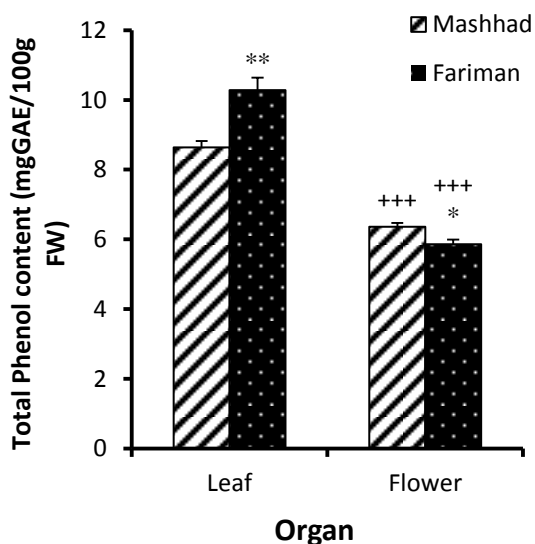 Total Phenol content (mgGAE/100g
FW)
12
10
8
6
4
2
0
Mashhad
Fariman
**
+++
+++
*
Leaf
Flower
Organ